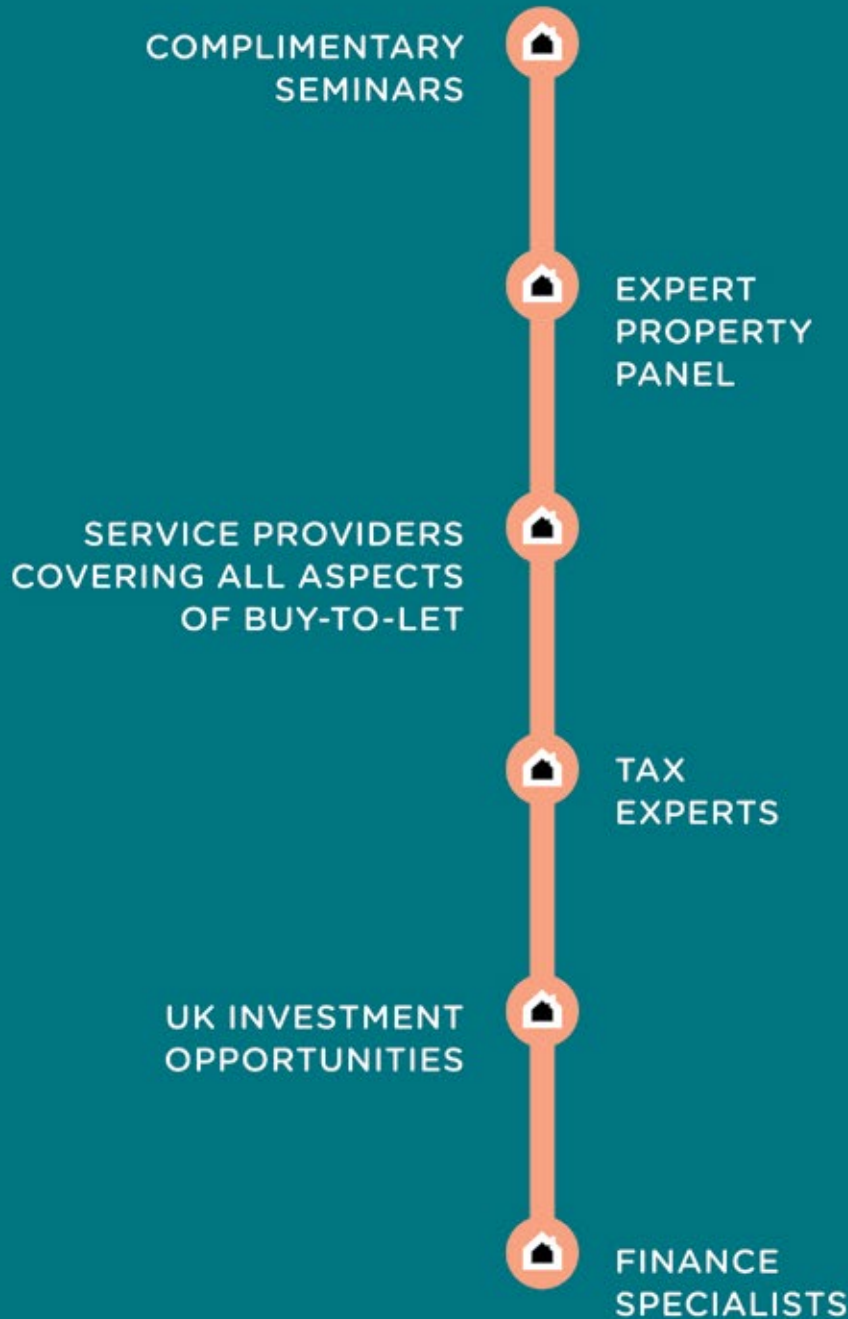 COMPLIMENTARY
SEMINARS
EXPERT
PROPERTY
PANEL
SERVICE PROVIDERS
COVERING ALL ASPECTS
OF BUY-TO-LET
TAX
EXPERTS
UK INVESTMENT
OPPORTUNITIES
FINANCE
SPECIALISTS